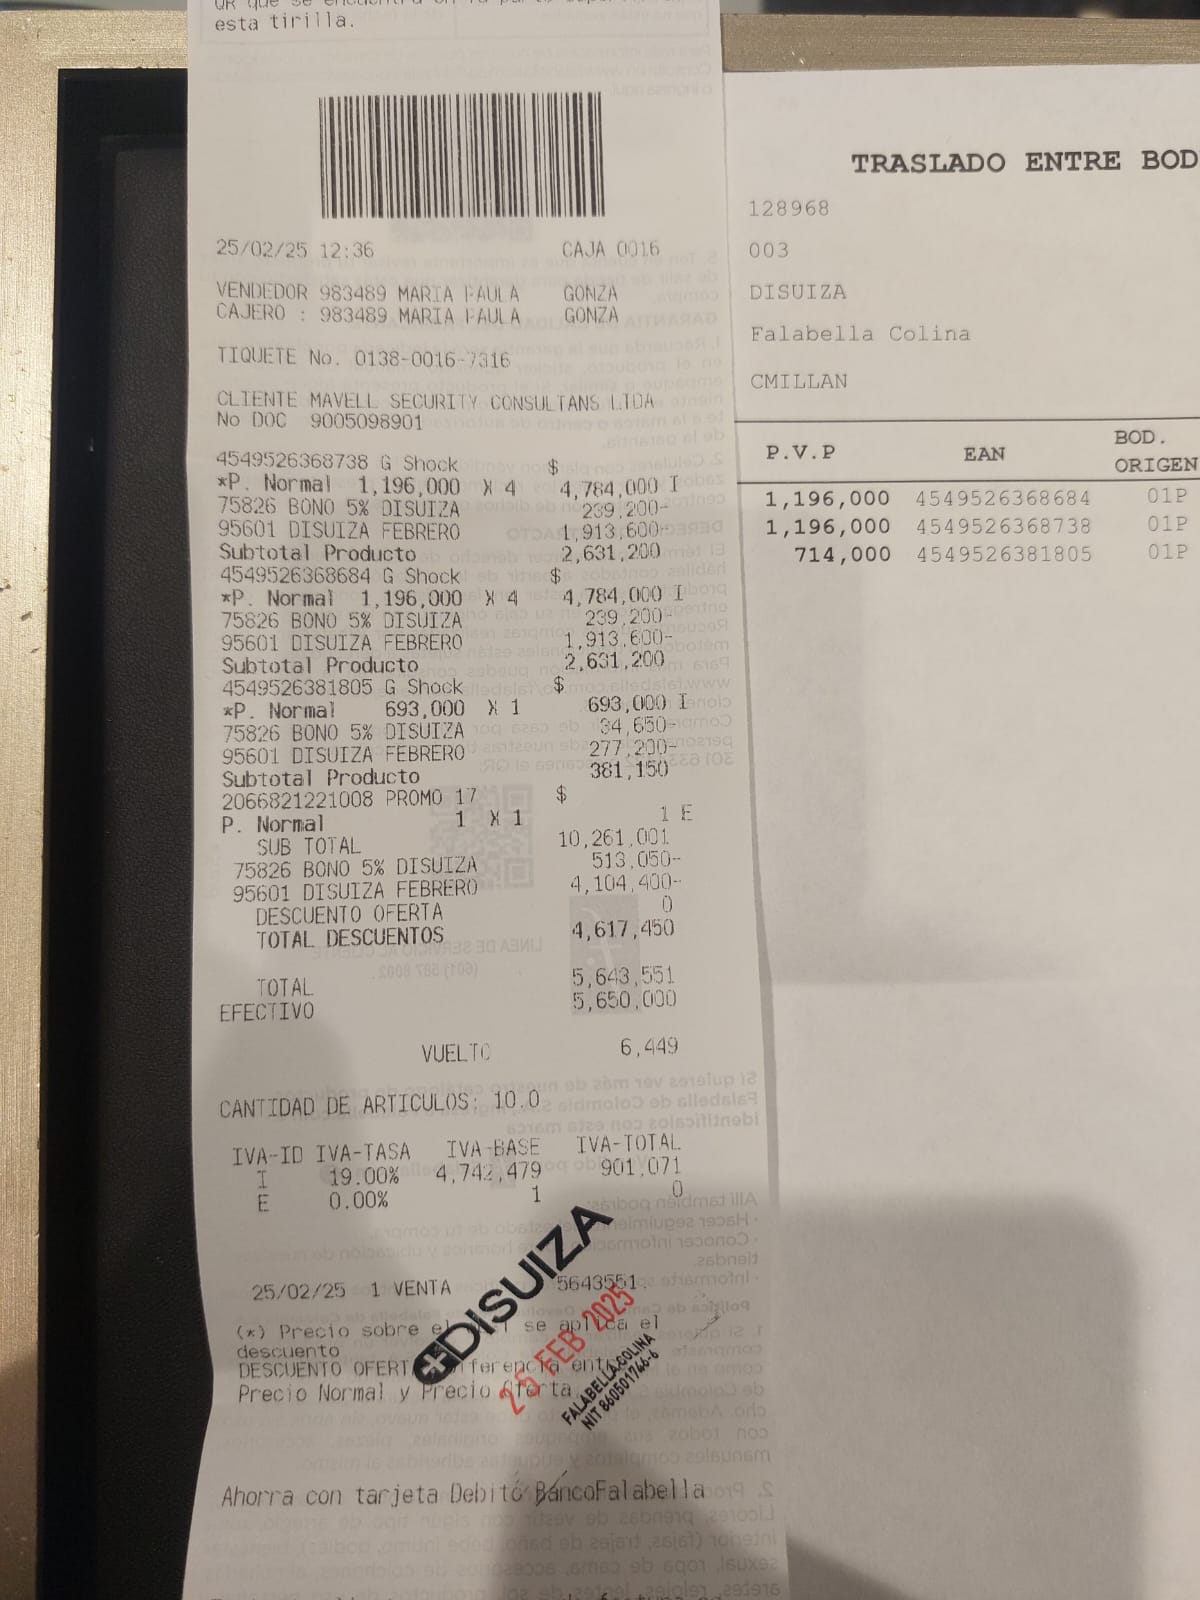 esta tirilla.
25/02/25 12:36 CAJA 0016
VENDEDOR 983489 MARIA PAULA GONZA
CAJERO : 983489 MARIA PAULA GONZA
TIQUETE No. 0138-0016-7316
CLIENTE MAVELL SECURITY CONSULTANS LTDA
No DOC 9005098901
4549526368738 G Shock $
*P. Normal 1,196,000 X 4 4,784,000 I
75826 BONO 5% DISUIZA 239,200-
95601 DISUIZA FEBRERO 1,913,600-
Subtotal Producto 2,631,200
4549526368684 G Shock $
*P. Normal 1,196,000 X 4 4,784,000 I
75826 BONO 5% DISUIZA 239,200-
95601 DISUIZA FEBRERO 1,913,600-
Subtotal Producto 2,631,200
4549526381805 G Shock $
*P. Normal 693,000 X 1 693,000 I
75826 BONO 5% DISUIZA 34,650-
95601 DISUIZA FEBRERO 277,200-
Subtotal Producto 381,150
2066821221008 PROMO 17 $
P. Normal 1 X 1 1 E
SUB TOTAL 10,261,001
75826 BONO 5% DISUIZA 513,050-
95601 DISUIZA FEBRERO 4,104,400-
DESCUENTO OFERTA 0
TOTAL DESCUENTOS 4,617,450
TOTAL 5,643,551
EFECTIVO 5,650,000
VUELTO 6,449
CANTIDAD DE ARTICULOS: 10.0
IVA-ID IVA-TASA IVA-BASE IVA-TOTAL
I 19.00% 4,742,479 901,071
E 0.00% 1 0
25/02/25 1 VENTA 5643551
(*) Precio sobre el se aplica el
descuento
DESCUENTO OFERT
Precio Normal y Precio Oferta.
DISUIZA
25 FEB 2025
FALABELLA COLINA
NIT 860501746-6
Ahorra con tarjeta Debito BancoFalabella
TRASLADO ENTRE BOD
128968
003
DISUIZA
Falabella Colina
CMILLAN
P.V.P EAN BOD. ORIGEN
1,196,000 4549526368684 01P
1,196,000 4549526368738 01P
714,000 4549526381805 01P